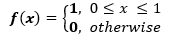 f(x) = {1, 0 ≤ x ≤ 1
0, otherwise